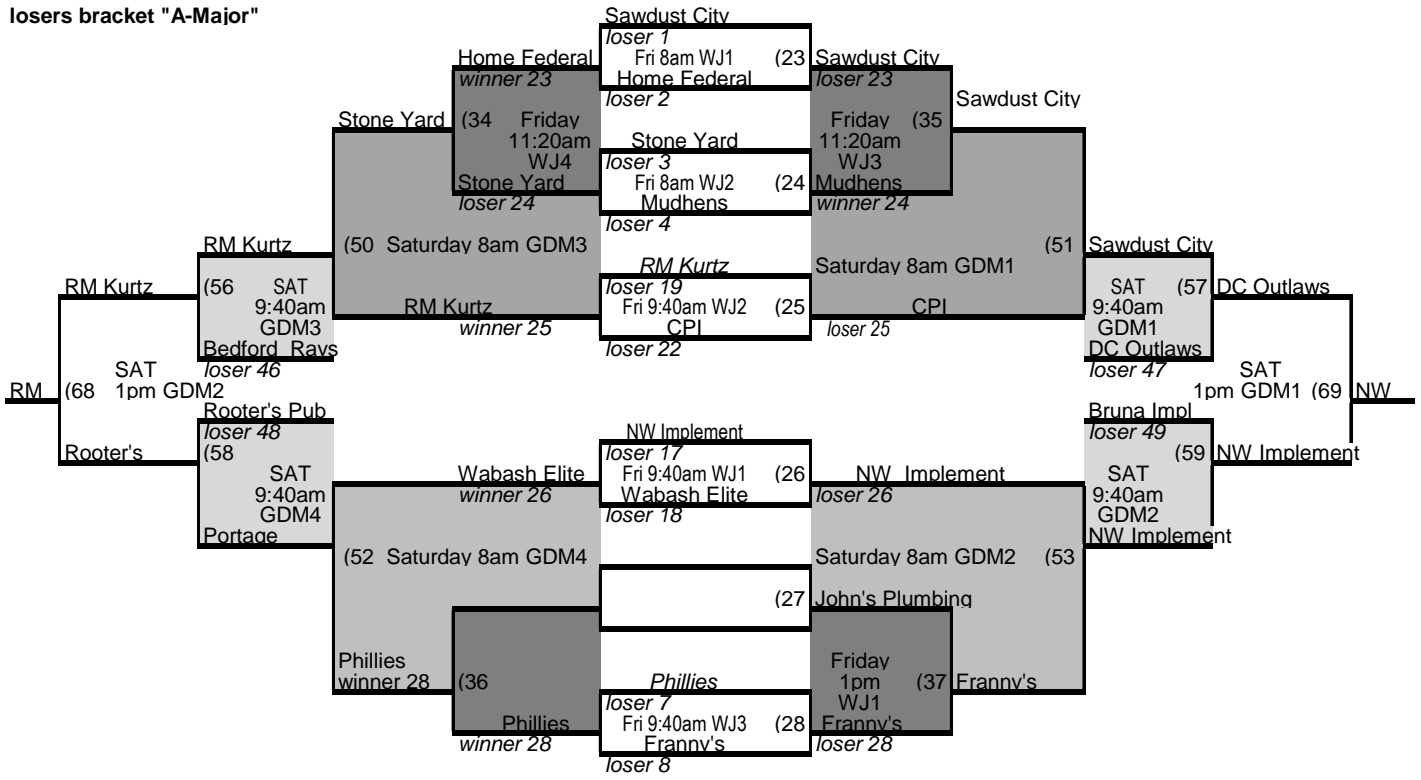 losers bracket "A-Major"
Sawdust City
loser 1
Home Federal
Fri 8am WJ1 (23
Sawdust City
winner 23
Home Federal
loser 23
loser 2
Sawdust City
Stone Yard
(34 Friday
11:20am
WJ4
Stone Yard
loser 3
Friday (35
11:20am
WJ3
Stone Yard
Fri 8am WJ2 (24
Mudhens
loser 24
Mudhens
winner 24
loser 4
RM Kurtz
(50 Saturday 8am GDM3
RM Kurtz
loser 19
Saturday 8am GDM1
(51
Sawdust City
RM Kurtz
(56 SAT
9:40am
GDM3
RM Kurtz
winner 25
Fri 9:40am WJ2 (25
CPI
loser 22
CPI
loser 25
SAT (57
9:40am
GDM1
DC Outlaws
Bedford Rays
loser 46
DC Outlaws
loser 47
RM
(68 SAT
1pm GDM2
SAT
1pm GDM1 (69
NW
Rooter's Pub
loser 48
Bruna Impl
loser 49
Rooter's
(58
SAT
9:40am
GDM4
Wabash Elite
winner 26
NW Implement
loser 17
Fri 9:40am WJ1 (26
Wabash Elite
loser 18
NW Implement
loser 26
(59
SAT
9:40am
GDM2
NW Implement
Portage
NW Implement
(52 Saturday 8am GDM4
Saturday 8am GDM2 (53
(27
John's Plumbing
Phillies
winner 28
(36
Phillies
loser 7
Friday
1pm (37
WJ1
Franny's
Phillies
winner 28
Fri 9:40am WJ3 (28
Franny's
loser 8
Franny's
loser 28